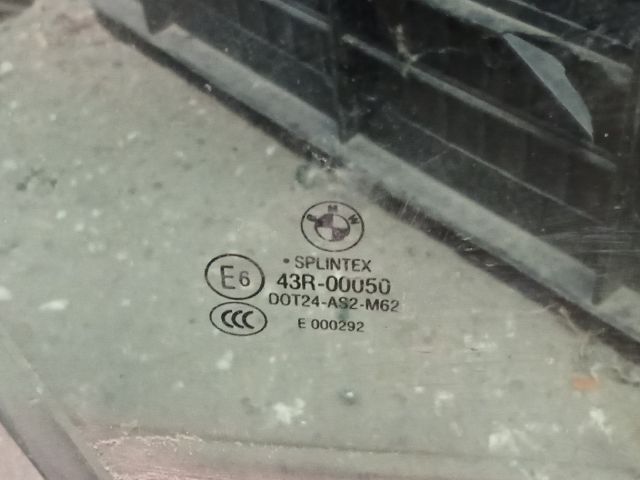 BMW
• SPLINTEX
E6 43R-00050
DOT24-AS2-M62
CCC E 000292